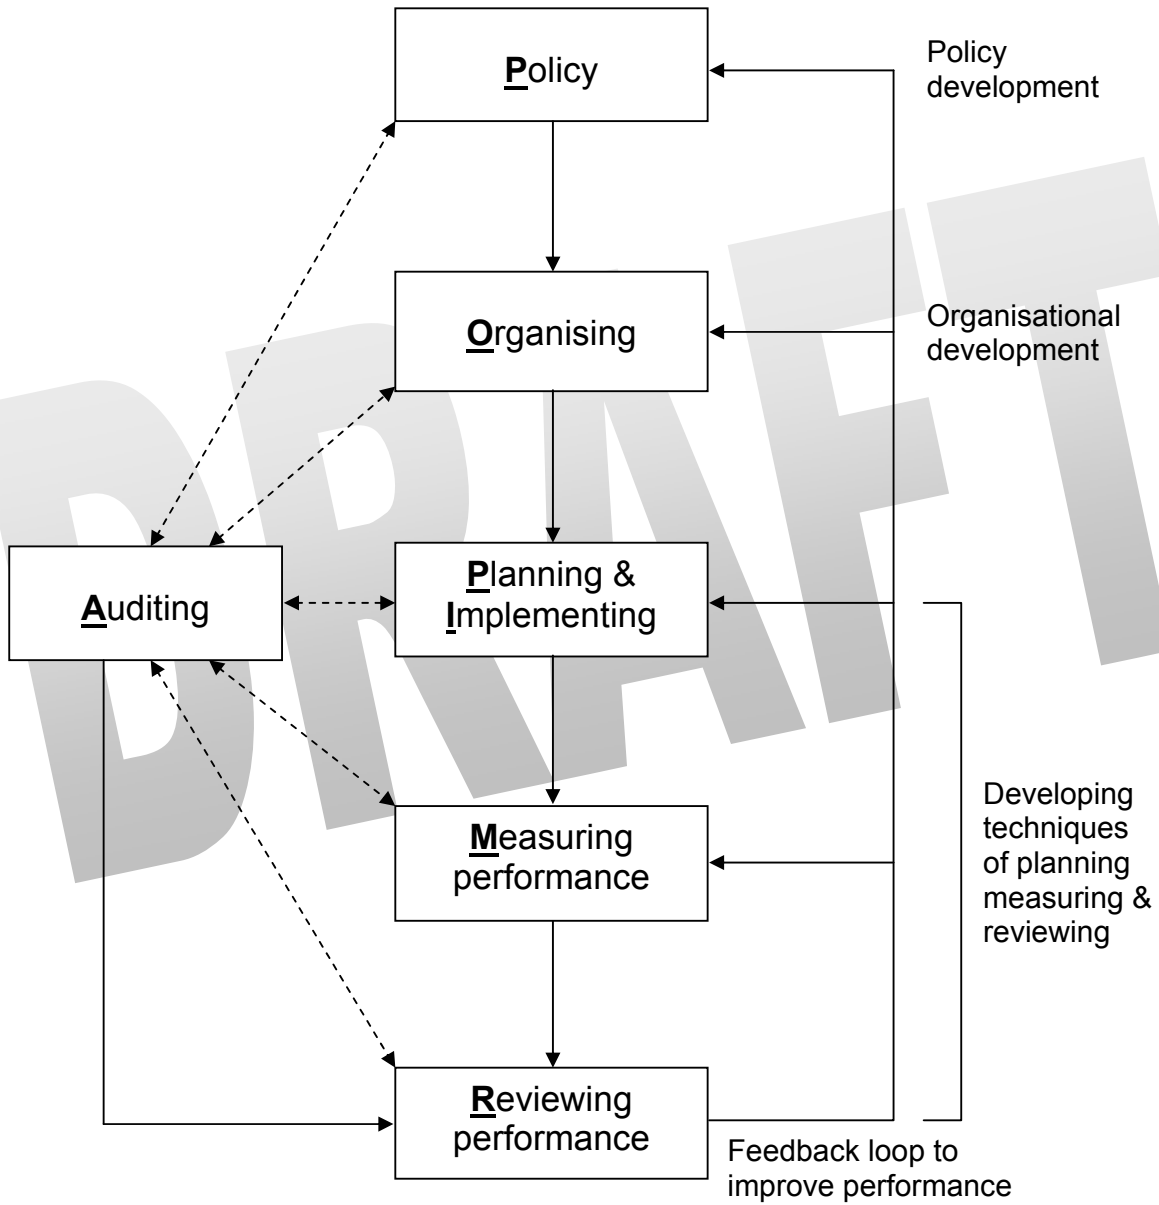 Policy
Policy
development
Organising
Organisational
development
Auditing
Planning &
Implementing
Measuring
performance
Developing
techniques
of planning
measuring &
reviewing
Reviewing
performance
Feedback loop to
improve performance
DRAFT